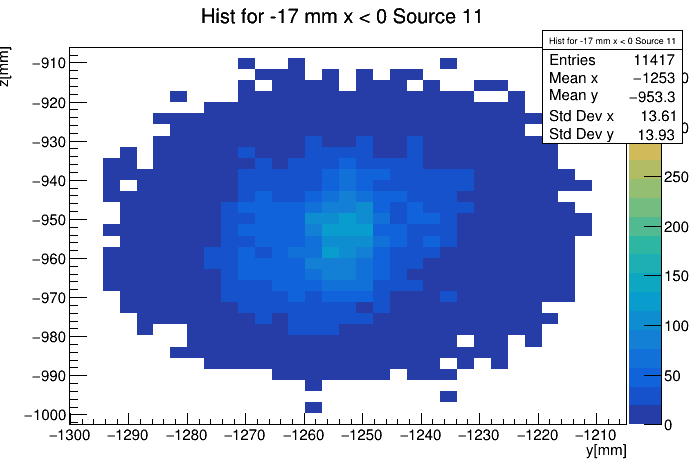 Hist for -17 mm x < 0 Source 11
z[mm]
Hist for -17 mm x < 0 Source 11
Entries 11417
Mean x −1253
Mean y −953.3
Std Dev x 13.61
Std Dev y 13.93
−910
−920
−930
−940
−950
−960
−970
−980
−990
−1000
−1300 −1290 −1280 −1270 −1260 −1250 −1240 −1230 −1220 −1210
y[mm]
250
200
150
100
50
0